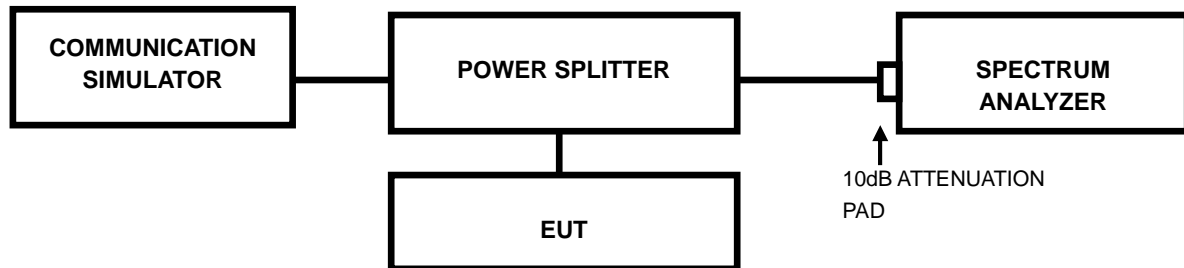 COMMUNICATION
SIMULATOR
POWER SPLITTER
SPECTRUM
ANALYZER
10dB ATTENUATION
PAD
EUT